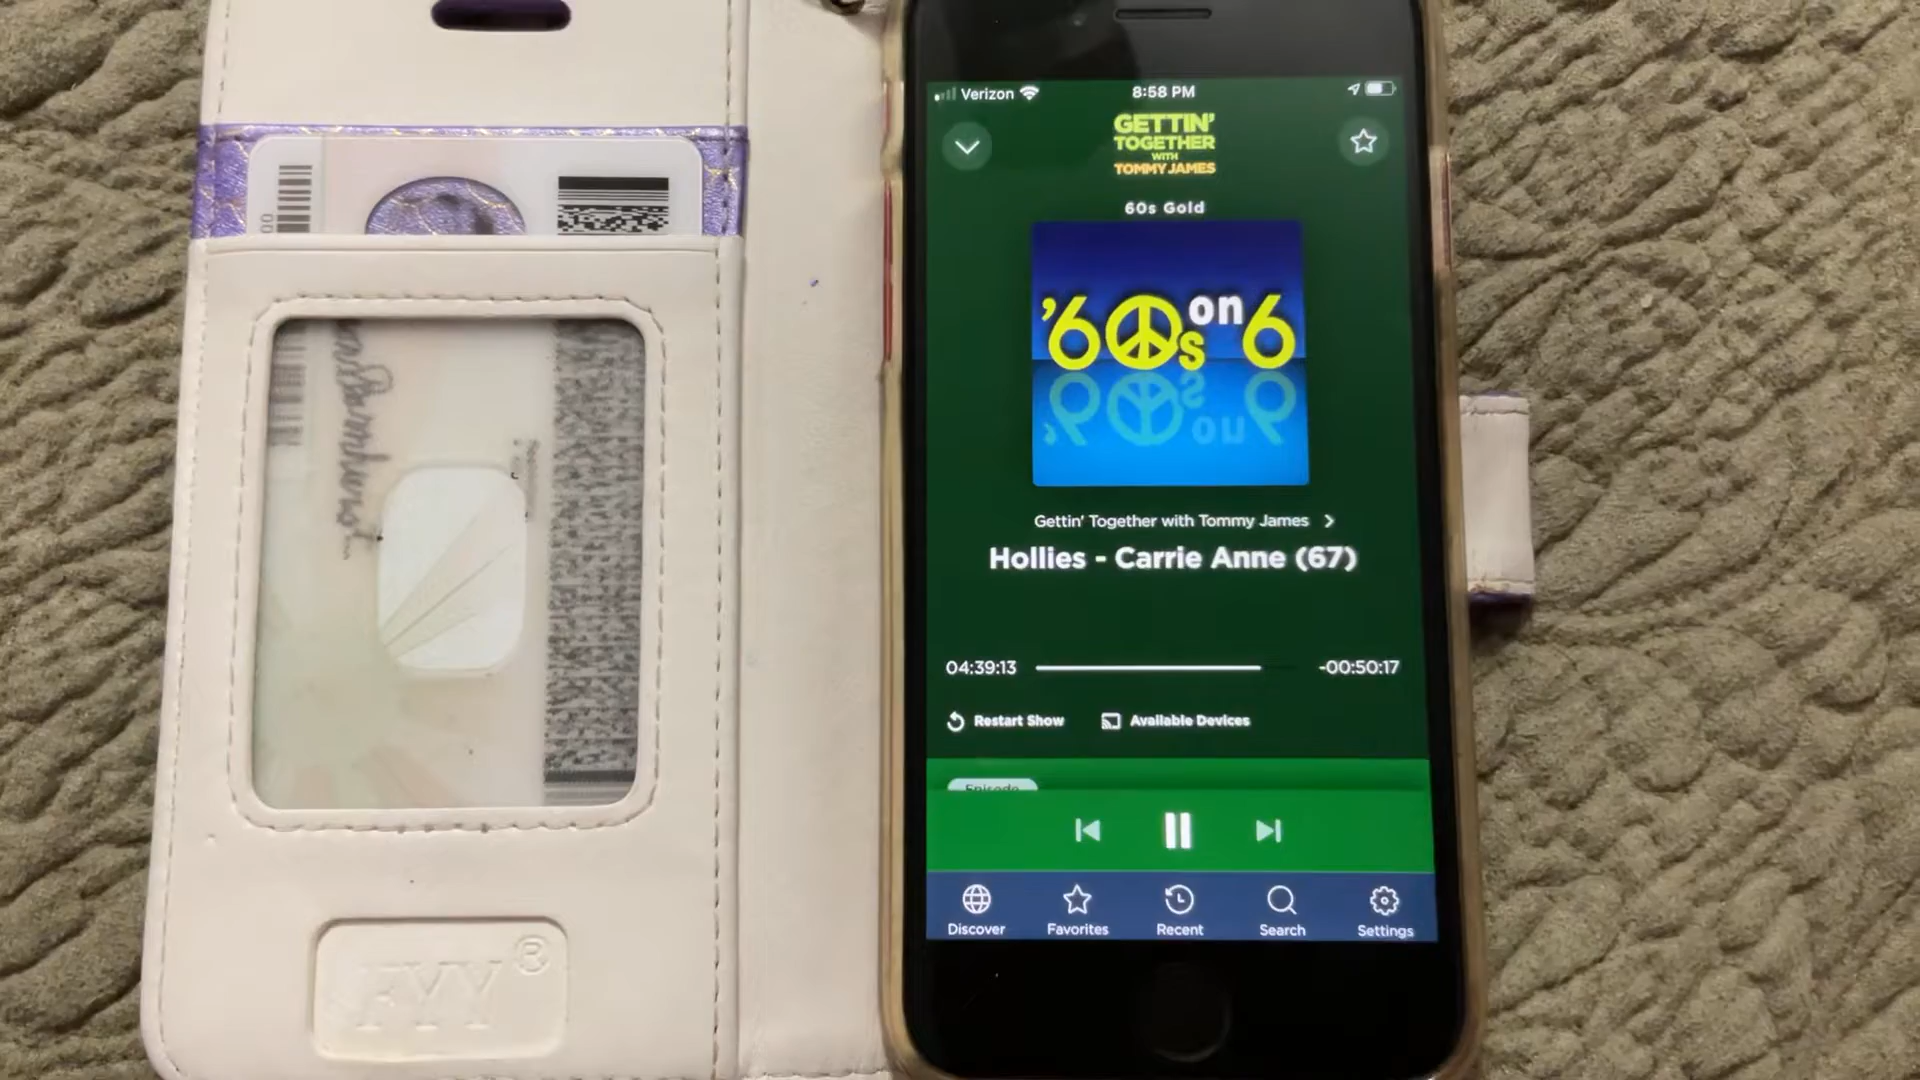 Verizon
8:58 PM
GETTIN'
TOGETHER
WITH
TOMMY JAMES
60s Gold
'60s on 6
Gettin' Together with Tommy James
Hollies - Carrie Anne (67)
04:39:13
-00:50:17
Restart Show
Available Devices
Episode
Discover
Favorites
Recent
Search
Settings
FYY®